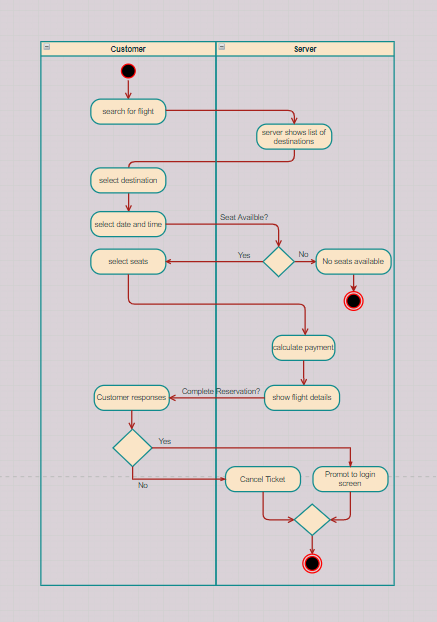 Customer
Server
search for flight
server shows list of
destinations
select destination
select date and time
Seat Availble?
select seats
Yes
No
No seats available
calculate payment
Customer responses
Complete Reservation?
show flight details
Yes
No
Cancel Ticket
Promot to login
screen